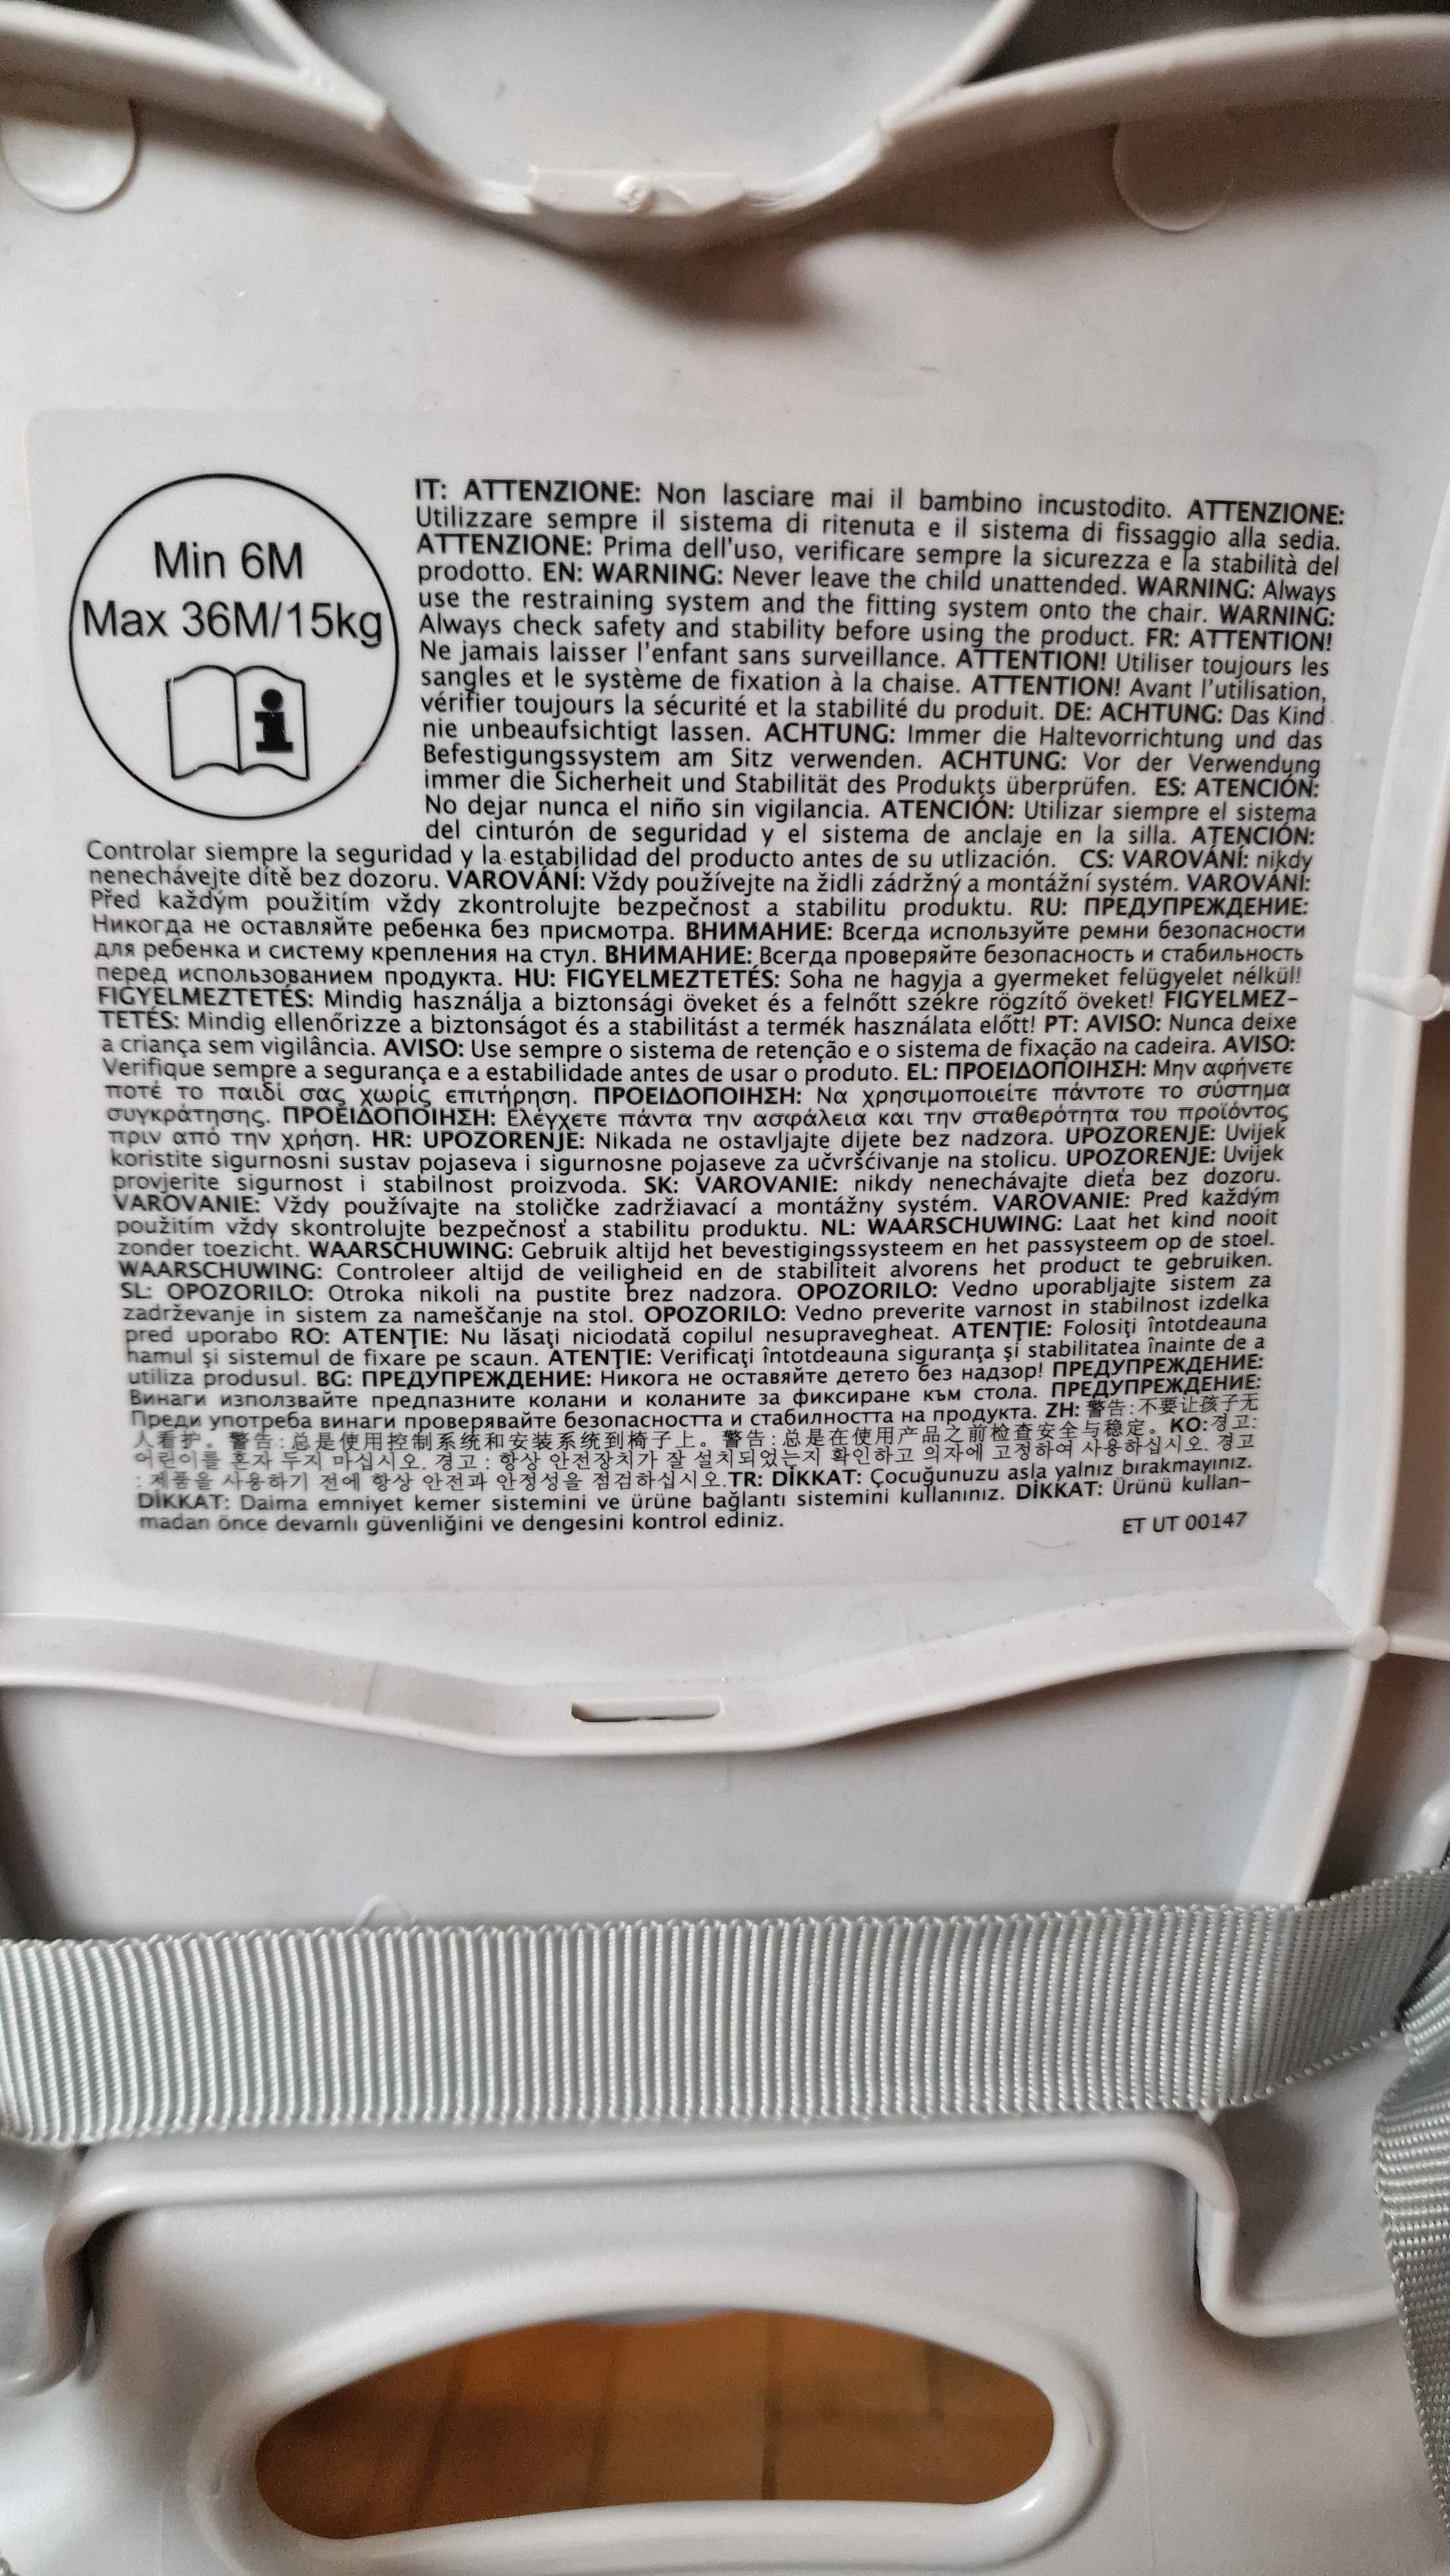 Min 6M
Max 36M/15kg
IT: ATTENZIONE: Non lasciare mai il bambino incustodito. ATTENZIONE:
Utilizzare sempre il sistema di ritenuta e il sistema di fissaggio alla sedia.
ATTENZIONE: Prima dell'uso, verificare sempre la sicurezza e la stabilità del
prodotto. EN: WARNING: Never leave the child unattended. WARNING: Always
use the restraining system and the fitting system onto the chair. WARNING:
Always check safety and stability before using the product. FR: ATTENTION!
Ne jamais laisser l'enfant sans surveillance. ATTENTION! Utiliser toujours les
sangles et le système de fixation à la chaise. ATTENTION! Avant l'utilisation,
vérifier toujours la sécurité et la stabilité du produit. DE: ACHTUNG: Das Kind
nie unbeaufsichtigt lassen. ACHTUNG: Immer die Haltevorrichtung und das
Befestigungssystem am Sitz verwenden. ACHTUNG: Vor der Verwendung
immer die Sicherheit und Stabilität des Produkts überprüfen. ES: ATENCIÓN:
No dejar nunca el niño sin vigilancia. ATENCIÓN: Utilizar siempre el sistema
del cinturón de seguridad y el sistema de anclaje en la silla. ATENCIÓN:
Controlar siempre la seguridad y la estabilidad del producto antes de su utlización. CS: VAROVÁNÍ: nikdy
nenechávejte dítě bez dozoru. VAROVÁNÍ: Vždy používejte na židli zádržný a montážní systém. VAROVÁNÍ:
Před každým použitím vždy zkontrolujte bezpečnost a stabilitu produktu. RU: ПРЕДУПРЕЖДЕНИЕ:
Никогда не оставляйте ребенка без присмотра. ВНИМАНИЕ: Всегда используйте ремни безопасности
для ребенка и систему крепления на стул. ВНИМАНИЕ: Всегда проверяйте безопасность и стабильность
перед использованием продукта. HU: FIGYELMEZTETÉS: Soha ne hagyja a gyermeket felügyelet nélkül!
FIGYELMEZTETÉS: Mindig használja a biztonsági öveket és a felnőtt székre rögzítő öveket! FIGYELMEZ-
TETÉS: Mindig ellenőrizze a biztonságot és a stabilitást a termék használata előtt! PT: AVISO: Nunca deixe
a criança sem vigilância. AVISO: Use sempre o sistema de retenção e o sistema de fixação na cadeira. AVISO:
Verifique sempre a segurança e a estabilidade antes de usar o produto. EL: ΠΡΟΕΙΔΟΠΟΙΗΣΗ: Μην αφήνετε
ποτέ το παιδί σας χωρίς επιτήρηση. ΠΡΟΕΙΔΟΠΟΙΗΣΗ: Να χρησιμοποιείτε πάντοτε το σύστημα
συγκράτησης. ΠΡΟΕΙΔΟΠΟΙΗΣΗ: Ελέγχετε πάντα την ασφάλεια και την σταθερότητα του προϊόντος
πριν από την χρήση. HR: UPOZORENJE: Nikada ne ostavljajte dijete bez nadzora. UPOZORENJE: Uvijek
koristite sigurnosni sustav pojaseva i sigurnosne pojaseve za učvršćivanje na stolicu. UPOZORENJE: Uvijek
provjerite sigurnost i stabilnost proizvoda. SK: VAROVANIE: nikdy nenechávajte dieťa bez dozoru.
VAROVANIE: Vždy používajte na stoličke zadržiavací a montážny systém. VAROVANIE: Pred každým
použitím vždy skontrolujte bezpečnosť a stabilitu produktu. NL: WAARSCHUWING: Laat het kind nooit
zonder toezicht. WAARSCHUWING: Gebruik altijd het bevestigingssysteem en het passysteem op de stoel.
WAARSCHUWING: Controleer altijd de veiligheid en de stabiliteit alvorens het product te gebruiken.
SL: OPOZORILO: Otroka nikoli na pustite brez nadzora. OPOZORILO: Vedno uporabljajte sistem za
zadrževanje in sistem za nameščanje na stol. OPOZORILO: Vedno preverite varnost in stabilnost izdelka
pred uporabo RO: ATENŢIE: Nu lăsaţi niciodată copilul nesupravegheat. ATENŢIE: Folosiţi întotdeauna
hamul şi sistemul de fixare pe scaun. ATENŢIE: Verificaţi întotdeauna siguranţa şi stabilitatea înainte de a
utiliza produsul. BG: ПРЕДУПРЕЖДЕНИЕ: Никога не оставяйте детето без надзор! ПРЕДУПРЕЖДЕНИЕ:
Винаги използвайте предпазните колани и коланите за фиксиране към стола. ПРЕДУПРЕЖДЕНИЕ:
Преди употреба винаги проверявайте безопасността и стабилността на продукта. ZH: 警告:不要让孩子无
人看护。警告:总是使用控制系统和安装系统到椅子上。警告:总是在使用产品之前检查安全与稳定。KO:경고:
어린이를 혼자 두지 마십시오. 경고 : 항상 안전장치가 잘 설치되었는지 확인하고 의자에 고정하여 사용하십시오. 경고
: 제품을 사용하기 전에 항상 안전과 안정성을 점검하십시오.TR: DİKKAT: Çocuğunuzu asla yalnız bırakmayınız.
DİKKAT: Daima emniyet kemer sistemini ve ürüne bağlantı sistemini kullanınız. DİKKAT: Ürünü kullan-
madan önce devamlı güvenliğini ve dengesini kontrol ediniz.
ET UT 00147